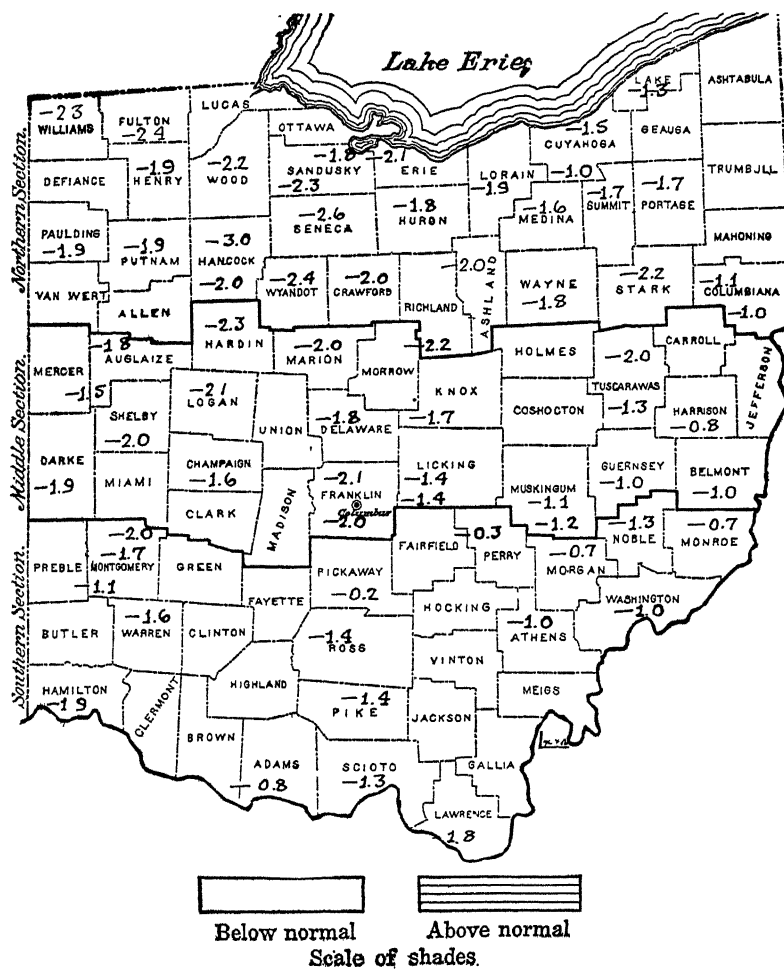 Lake Erie
LAKE
-1.3
ASHTABULA
-23
WILLIAMS
FULTON
-2.4
LUCAS
OTTAWA
-1.5
CUYAHOGA
GEAUGA
DEFIANCE
-1.9
HENRY
-2.2
WOOD
-1.8
SANDUSKY
-2.3
-2.1
ERIE
LORAIN
-1.9
-1.0
TRUMBULL
-2.6
SENECA
-1.8
HURON
-1.6
MEDINA
-1.7
SUMMIT
-1.7
PORTAGE
PAULDING
-1.9
-1.9
PUTNAM
-3.0
HANCOCK
-2.0
MAHONING
Northern Section.
VAN WERT
ALLEN
-2.4
WYANDOT
-2.0
CRAWFORD
RICHLAND
-2.0
ASHLAND
WAYNE
-1.8
-2.2
STARK
-1.1
COLUMBIANA
-1.0
MERCER
-1.5
-1.8
AUGLAIZE
-2.3
HARDIN
-2.0
MARION
MORROW
-2.2
HOLMES
-2.0
TUSCARAWAS
-1.3
CARROLL
JEFFERSON
SHELBY
-2.0
-21
LOGAN
UNION
-1.8
DELAWARE
KNOX
-1.7
COSHOCTON
HARRISON
-0.8
Middle Section.
DARKE
-1.9
MIAMI
CHAMPAIGN
-1.6
CLARK
MADISON
-2.1
FRANKLIN
Columbus
-2.0
LICKING
-1.4
-1.4
MUSKINGUM
-1.1
-1.2
GUERNSEY
-1.0
BELMONT
-1.0
PREBLE
-1.1
-2.0
-1.7
MONTGOMERY
GREEN
FAYETTE
PICKAWAY
-0.2
FAIRFIELD
-0.3
PERRY
-0.7
MORGAN
-1.3
NOBLE
-0.7
MONROE
Southern Section.
BUTLER
-1.6
WARREN
CLINTON
-1.4
ROSS
HOCKING
-1.0
ATHENS
WASHINGTON
-1.0
HAMILTON
-1.9
CLERMONT
HIGHLAND
-1.4
PIKE
VINTON
MEIGS
BROWN
ADAMS
-0.8
SCIOTO
-1.3
JACKSON
GALLIA
LAWRENCE
-1.8
Below normal
Above normal
Scale of shades.